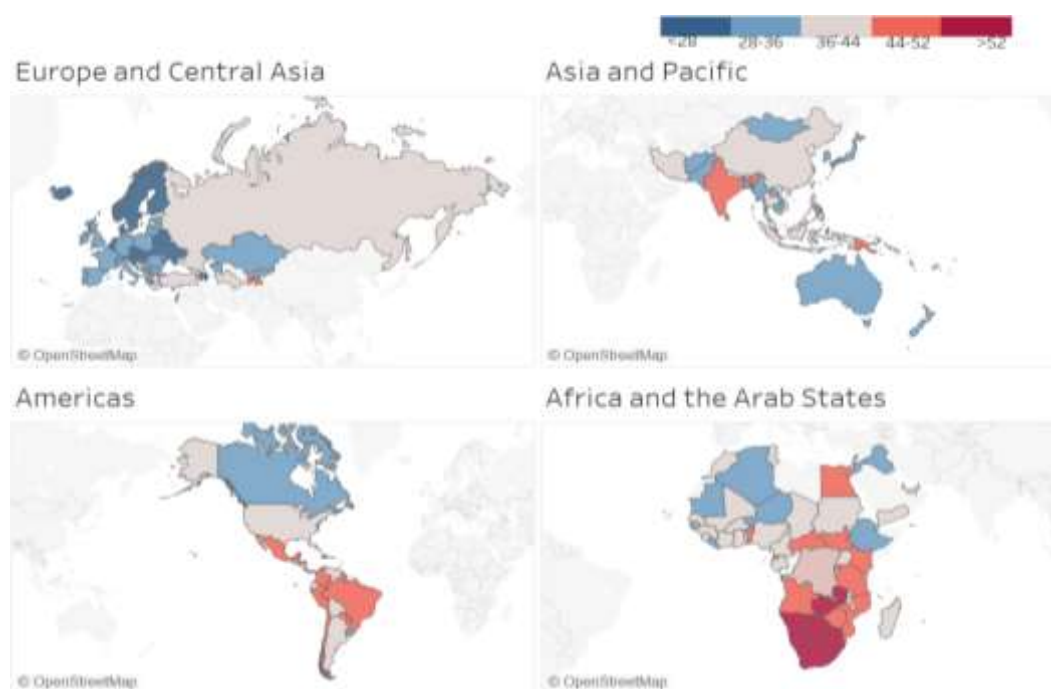 <28 28-36 36-44 44-52 >52
Europe and Central Asia
Asia and Pacific
© OpenStreetMap
© OpenStreetMap
Americas
Africa and the Arab States
© OpenStreetMap
© OpenStreetMap